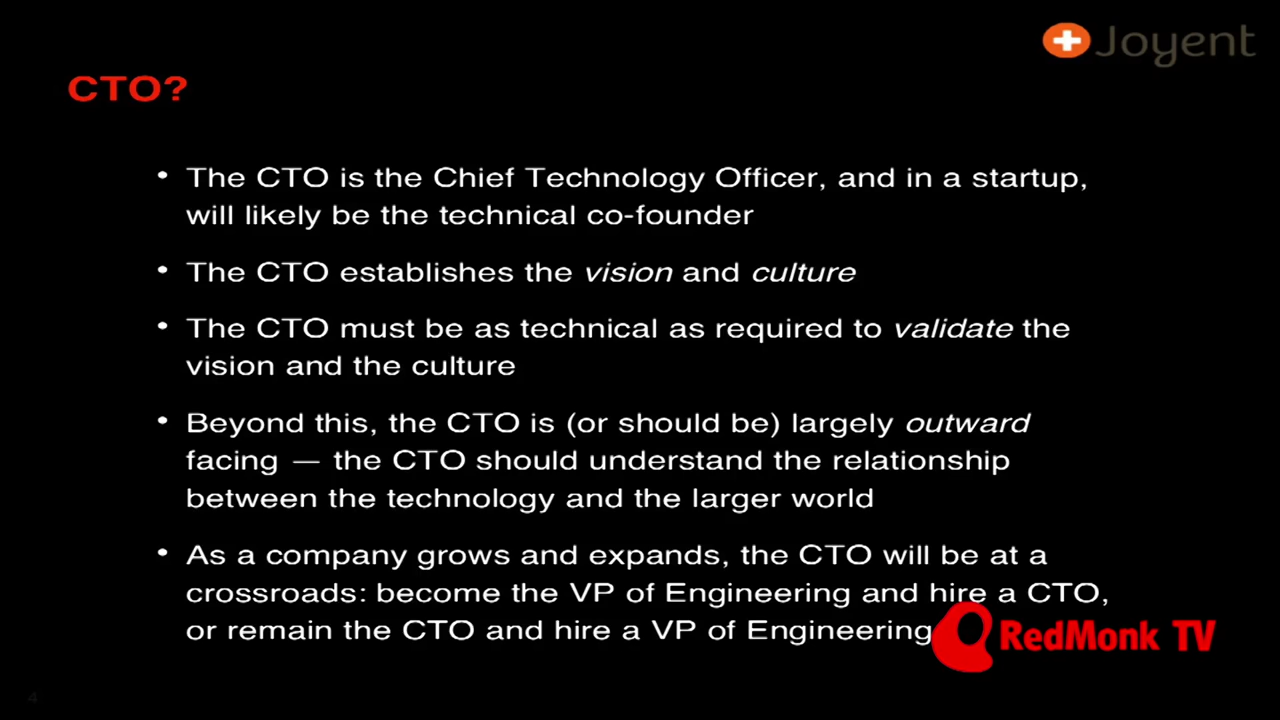 Joyent
CTO?
• The CTO is the Chief Technology Officer, and in a startup,
will likely be the technical co-founder
• The CTO establishes the vision and culture
• The CTO must be as technical as required to validate the
vision and the culture
• Beyond this, the CTO is (or should be) largely outward
facing — the CTO should understand the relationship
between the technology and the larger world
• As a company grows and expands, the CTO will be at a
crossroads: become the VP of Engineering and hire a CTO,
or remain the CTO and hire a VP of Engineering
RedMonk TV
4